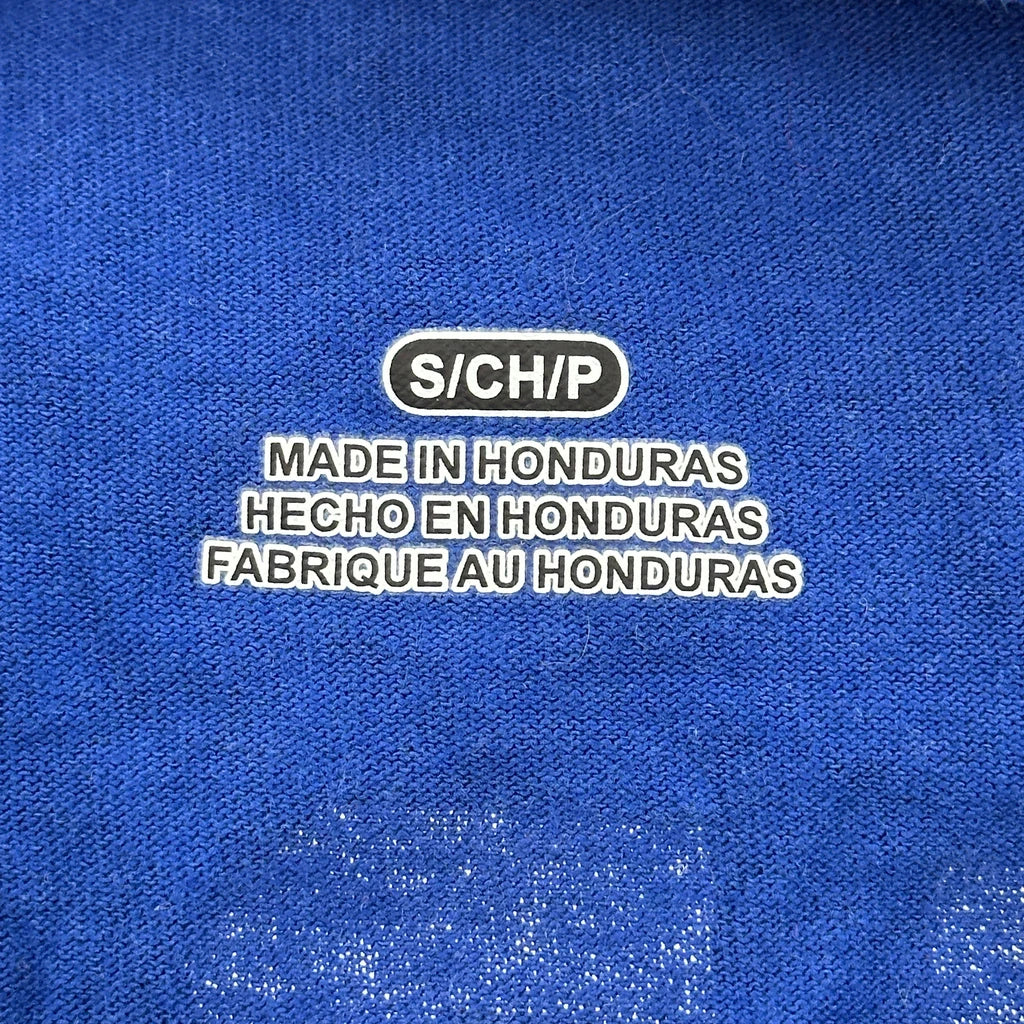 S/CH/P
MADE IN HONDURAS
HECHO EN HONDURAS
FABRIQUE AU HONDURAS